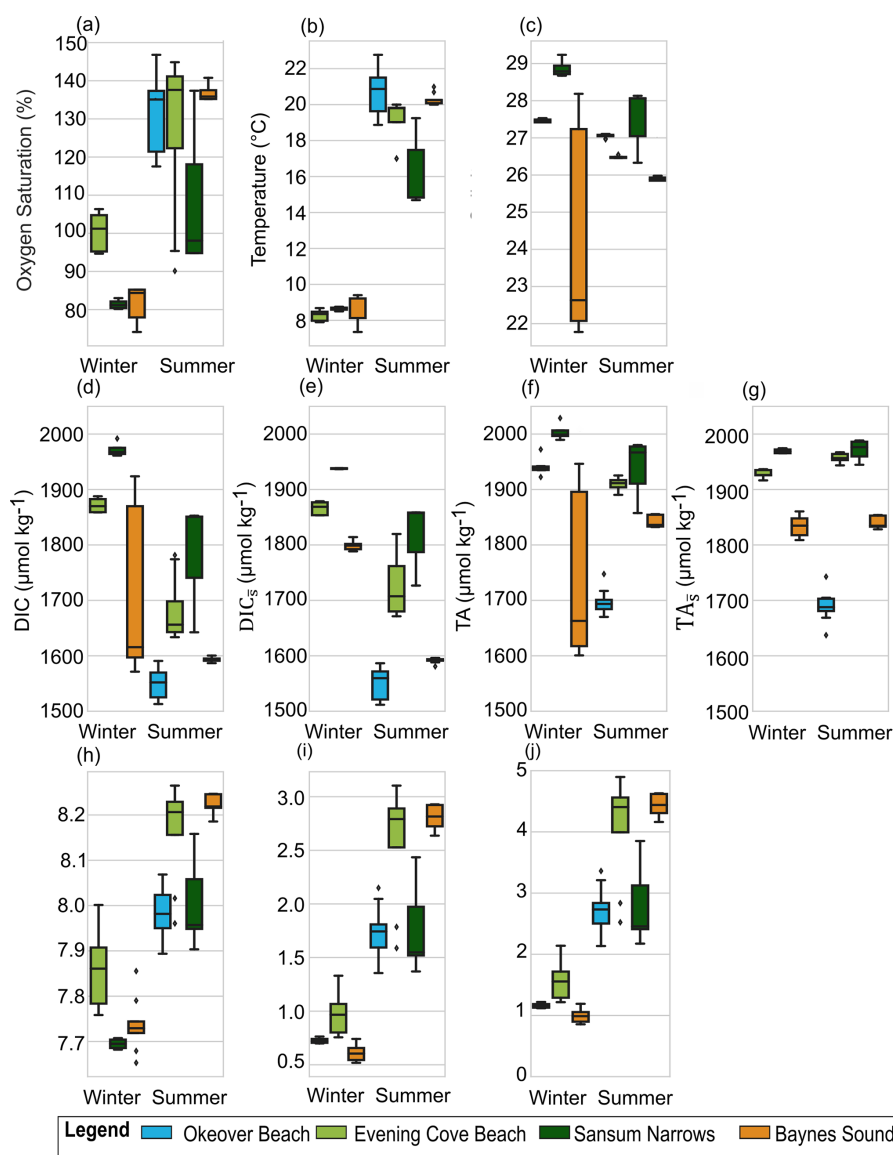 (a)
(b)
(c)
Oxygen Saturation (%)
150
140
130
120
110
100
90
80
Temperature (°C)
22
20
18
16
14
12
10
8
29
28
27
26
25
24
23
22
Winter Summer
Winter Summer
Winter Summer
(d)
(e)
(f)
(g)
DIC (µmol kg⁻¹)
2000
1900
1800
1700
1600
1500
DIC s̅ (µmol kg⁻¹)
2000
1900
1800
1700
1600
1500
TA (µmol kg⁻¹)
2000
1900
1800
1700
1600
1500
TA s̅ (µmol kg⁻¹)
2000
1900
1800
1700
1600
1500
Winter Summer
Winter Summer
Winter Summer
Winter Summer
(h)
(i)
(j)
8.2
8.1
8.0
7.9
7.8
7.7
3.0
2.5
2.0
1.5
1.0
0.5
5
4
3
2
1
0
Winter Summer
Winter Summer
Winter Summer
Legend Okeover Beach Evening Cove Beach Sansum Narrows Baynes Sound